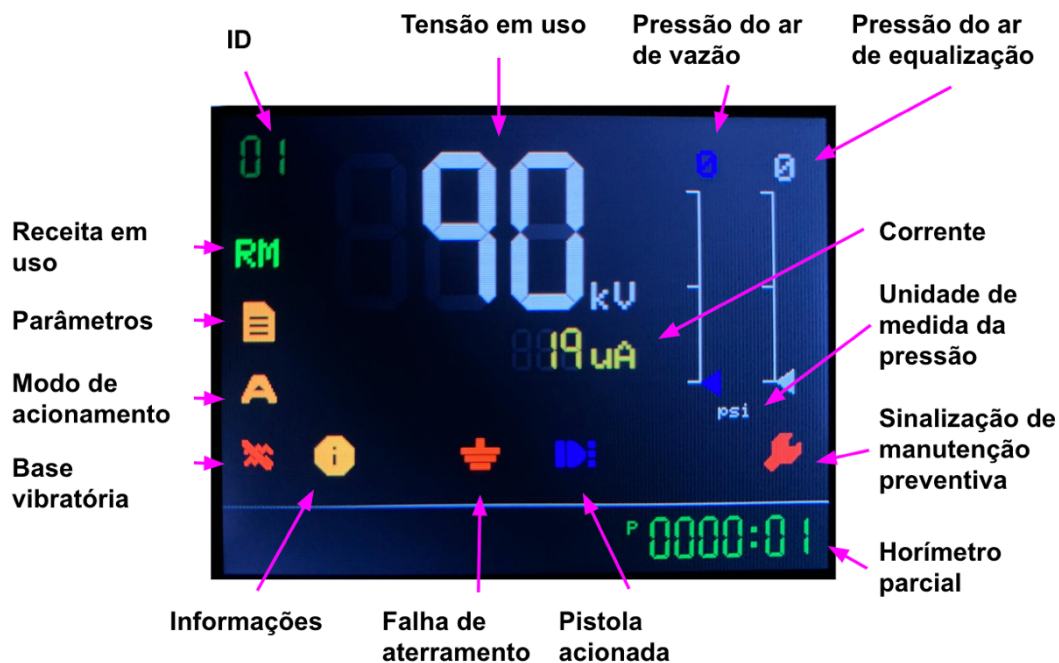 ID
Tensão em uso
Pressão do ar
de vazão
Pressão do ar
de equalização
01
90
kV
0
0
Receita em
uso
RM
Corrente
Parâmetros
19 uA
Unidade de
medida da
pressão
Modo de
acionamento
A
psi
Sinalização de
manutenção
preventiva
Base
vibratória
i
P 0000:01
Horímetro
parcial
Informações
Falha de
aterramento
Pistola
acionada